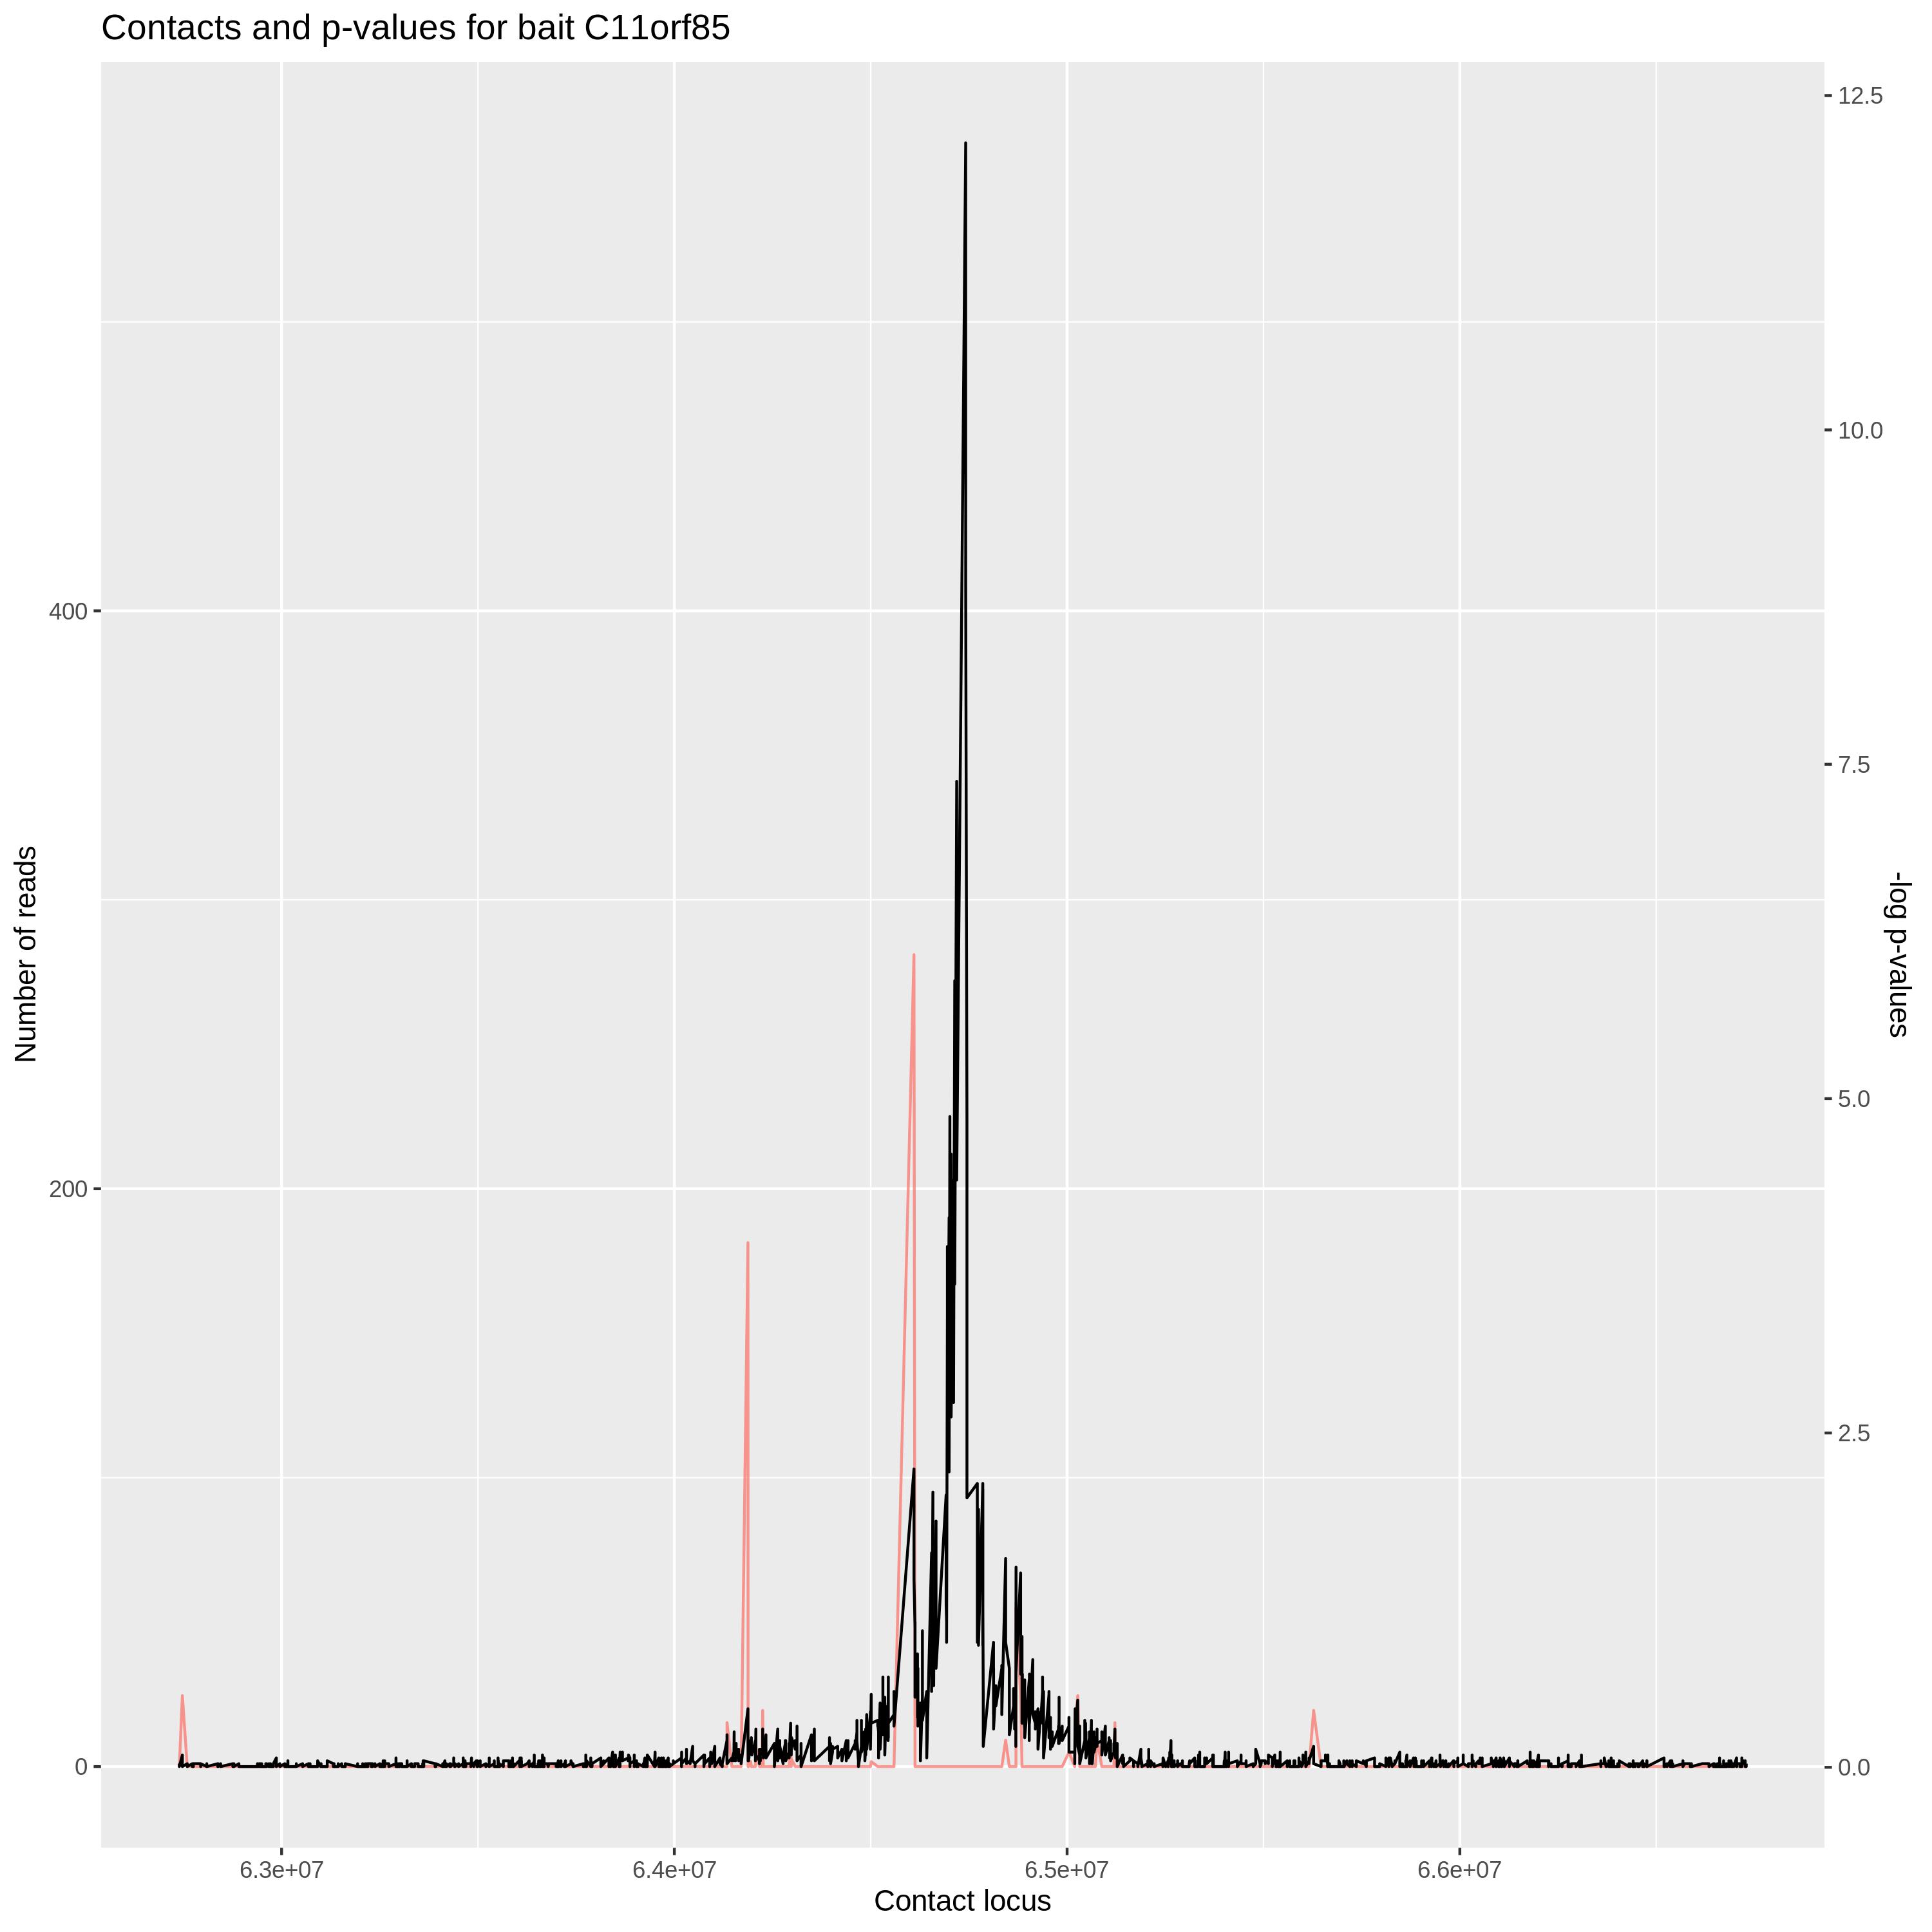 Contacts and p-values for bait C11orf85
12.5
10.0
7.5
5.0
2.5
0.0
400
200
0
Number of reads
-log p-values
6.3e+07
6.4e+07
6.5e+07
6.6e+07
Contact locus